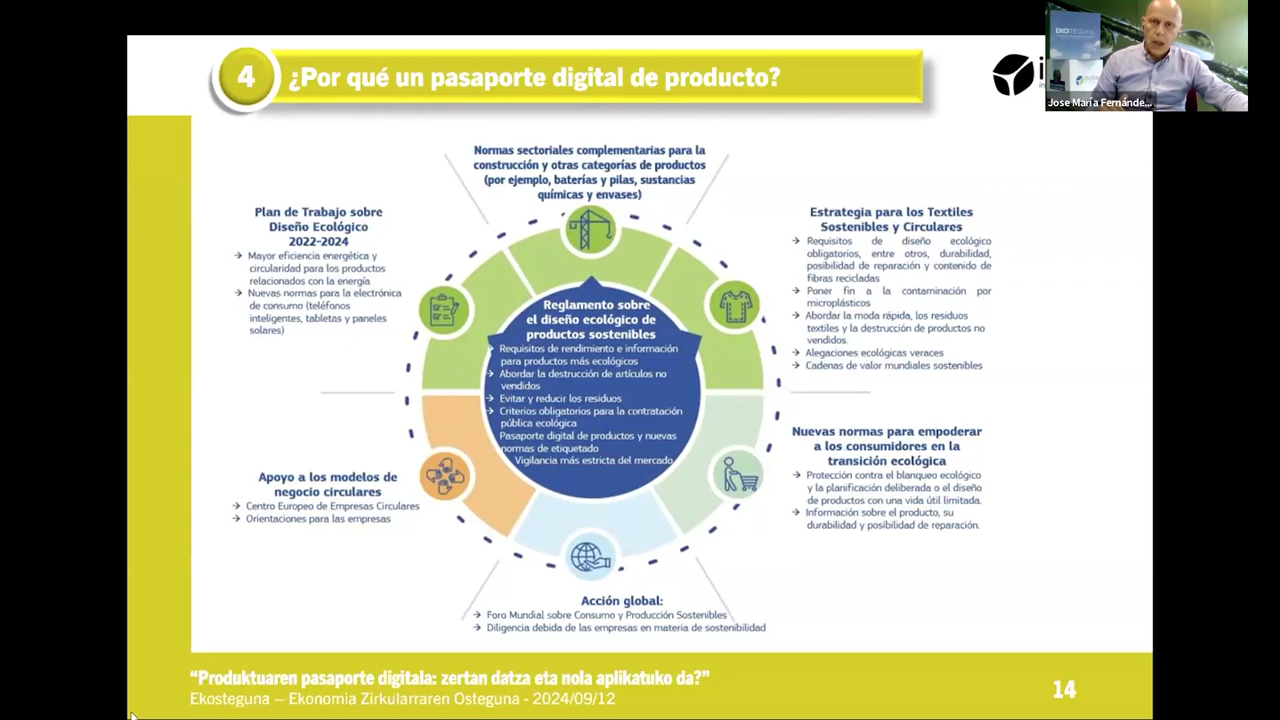 4
¿Por qué un pasaporte digital de producto?
Jose María Fernánde...
Normas sectoriales complementarias para la
construcción y otras categorías de productos
(por ejemplo, baterías y pilas, sustancias
químicas y envases)
Plan de Trabajo sobre
Diseño Ecológico
2022-2024
→ Mayor eficiencia energética y
circularidad para los productos
relacionados con la energía
→ Nuevas normas para la electrónica
de consumo (teléfonos
inteligentes, tabletas y paneles
solares)
Estrategia para los Textiles
Sostenibles y Circulares
→ Requisitos de diseño ecológico
obligatorios, entre otros, durabilidad,
posibilidad de reparación y contenido de
fibras recicladas
→ Poner fin a la contaminación por
microplásticos
→ Abordar la moda rápida, los residuos
textiles y la destrucción de productos no
vendidos.
→ Alegaciones ecológicas veraces
→ Cadenas de valor mundiales sostenibles
Reglamento sobre
el diseño ecológico de
productos sostenibles
→ Requisitos de rendimiento e información
para productos más ecológicos
→ Abordar la destrucción de artículos no
vendidos
→ Evitar y reducir los residuos
→ Criterios obligatorios para la contratación
pública ecológica
Pasaporte digital de productos y nuevas
normas de etiquetado
Vigilancia más estricta del mercado
Apoyo a los modelos de
negocio circulares
→ Centro Europeo de Empresas Circulares
→ Orientaciones para las empresas
Nuevas normas para empoderar
a los consumidores en la
transición ecológica
→ Protección contra el blanqueo ecológico
y la planificación deliberada o el diseño
de productos con una vida útil limitada.
→ Información sobre el producto, su
durabilidad y posibilidad de reparación.
Acción global:
→ Foro Mundial sobre Consumo y Producción Sostenibles
→ Diligencia debida de las empresas en materia de sostenibilidad
“Produktuaren pasaporte digitala: zertan datza eta nola aplikatuko da?”
Ekosteguna – Ekonomia Zirkularraren Osteguna - 2024/09/12
14